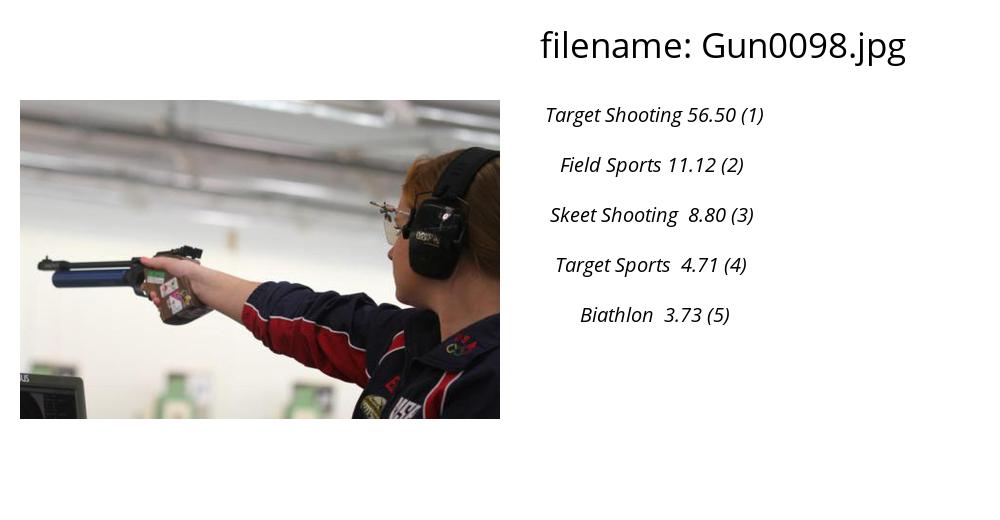 filename: Gun0098.jpg
Target Shooting 56.50 (1)
Field Sports 11.12 (2)
Skeet Shooting 8.80 (3)
Target Sports 4.71 (4)
Biathlon 3.73 (5)